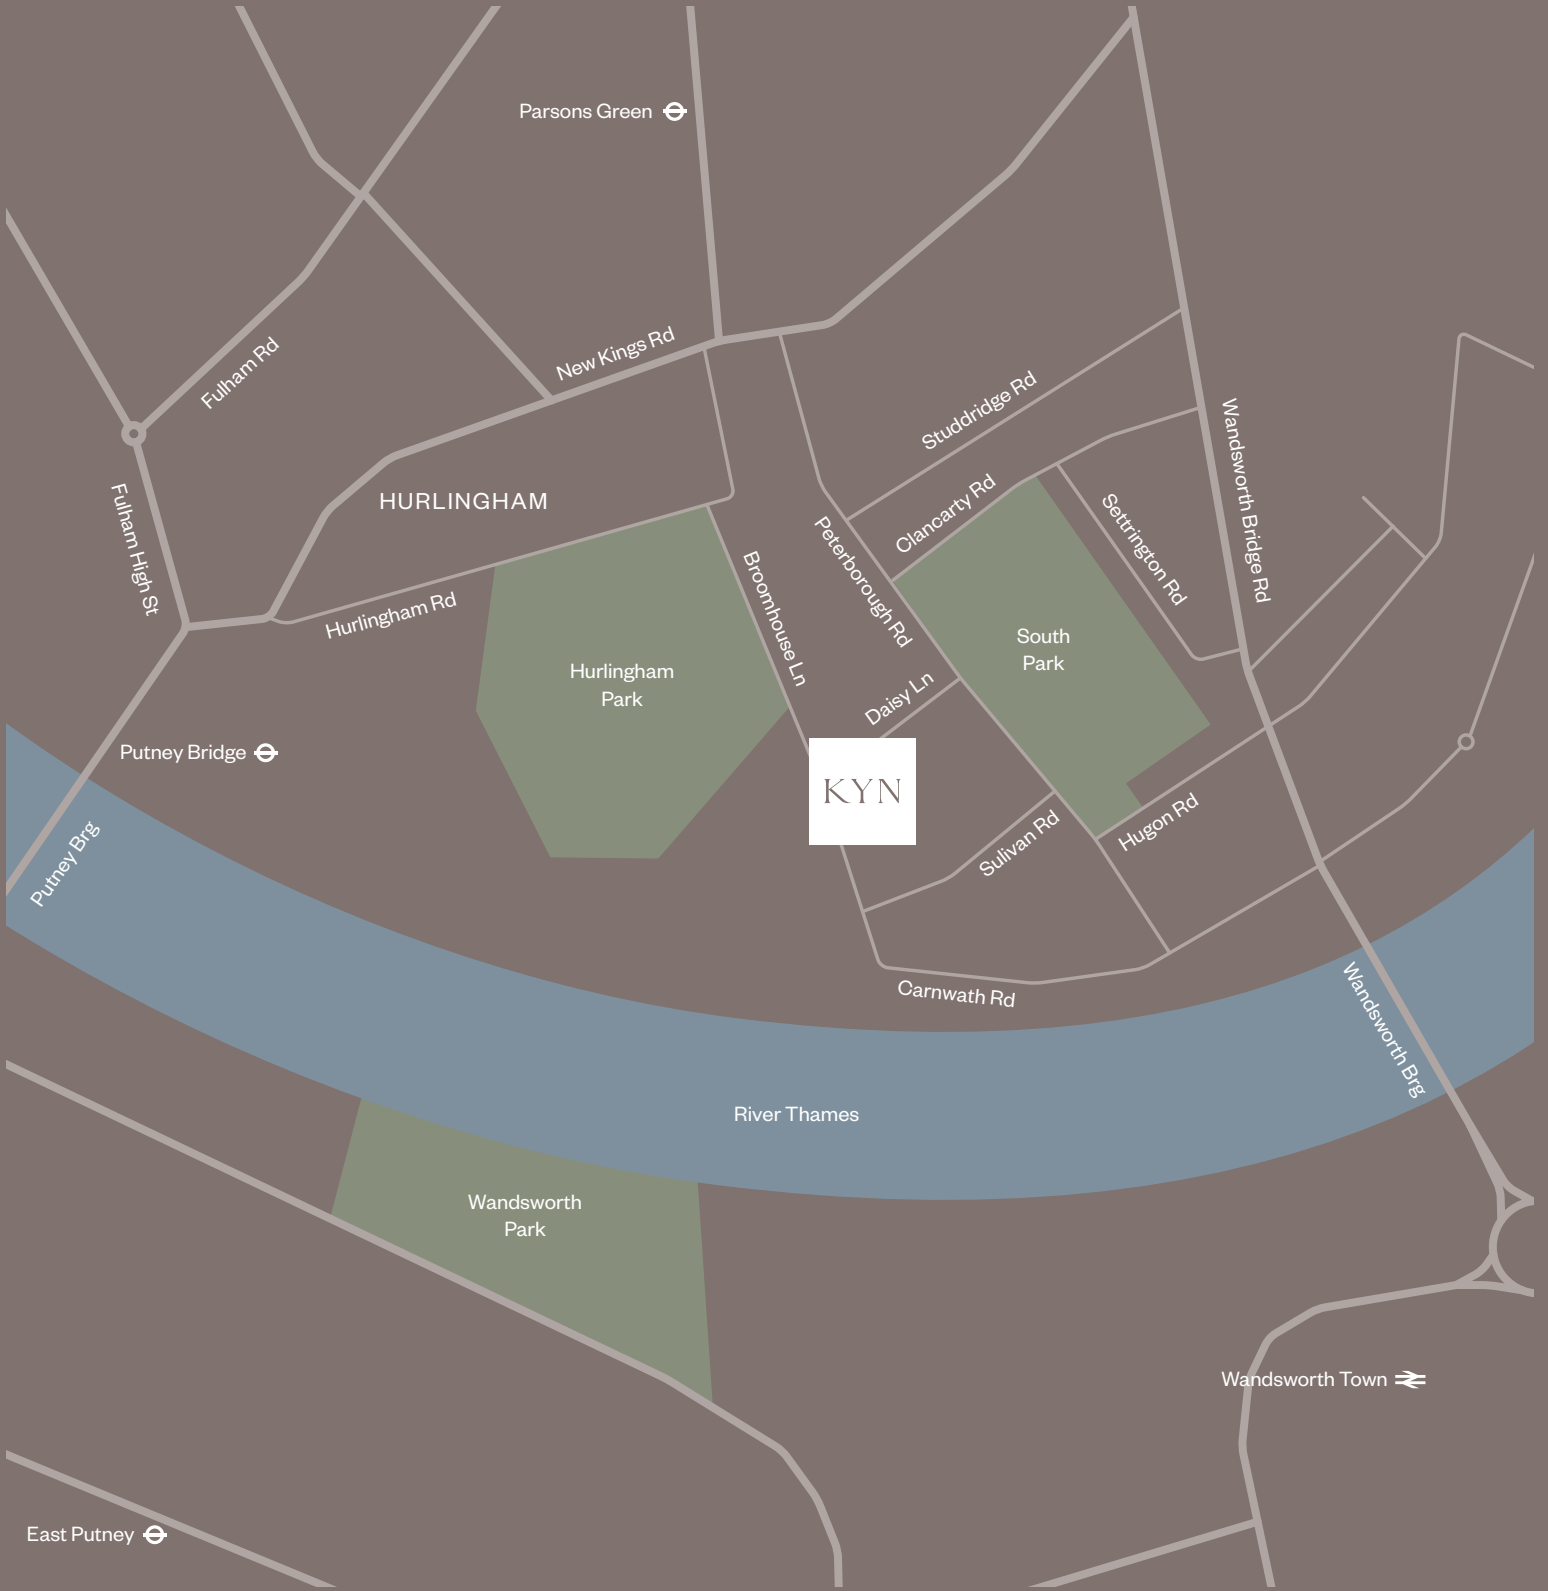 Parsons Green
Fulham Rd
New Kings Rd
Studdridge Rd
Wandsworth Bridge Rd
HURLINGHAM
Fulham High St
Clancarty Rd
Settrington Rd
Peterborough Rd
Broomhouse Ln
Hurlingham Rd
South
Park
Hurlingham
Park
Daisy Ln
Putney Bridge
KYN
Hugon Rd
Sulivan Rd
Putney Brg
Carnwath Rd
Wandsworth Brg
River Thames
Wandsworth
Park
Wandsworth Town
East Putney